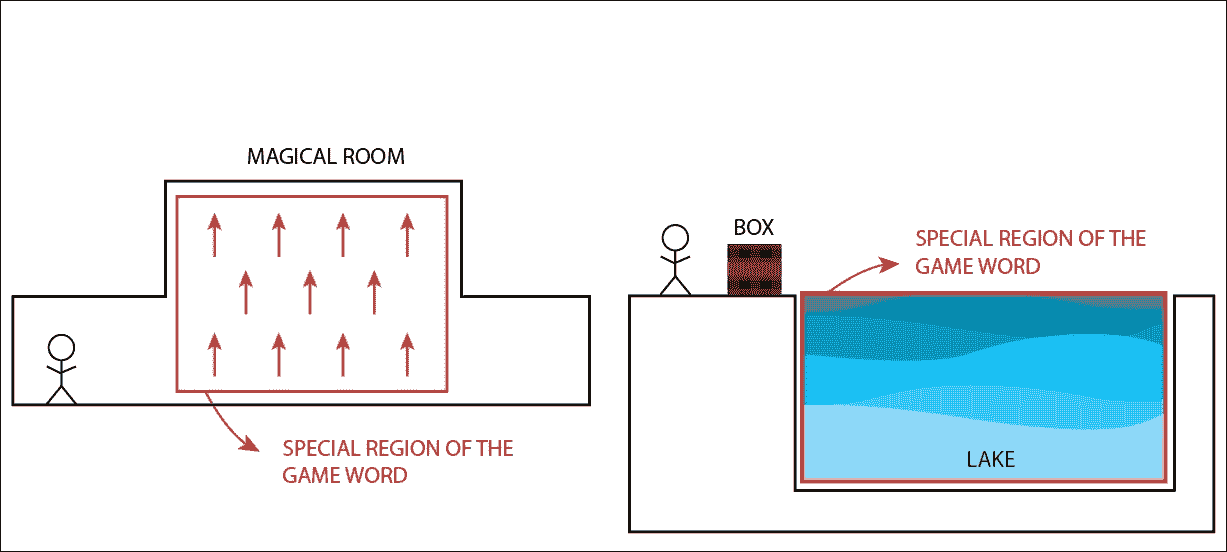 MAGICAL ROOM
SPECIAL REGION OF THE
GAME WORD
BOX
SPECIAL REGION OF THE
GAME WORD
LAKE